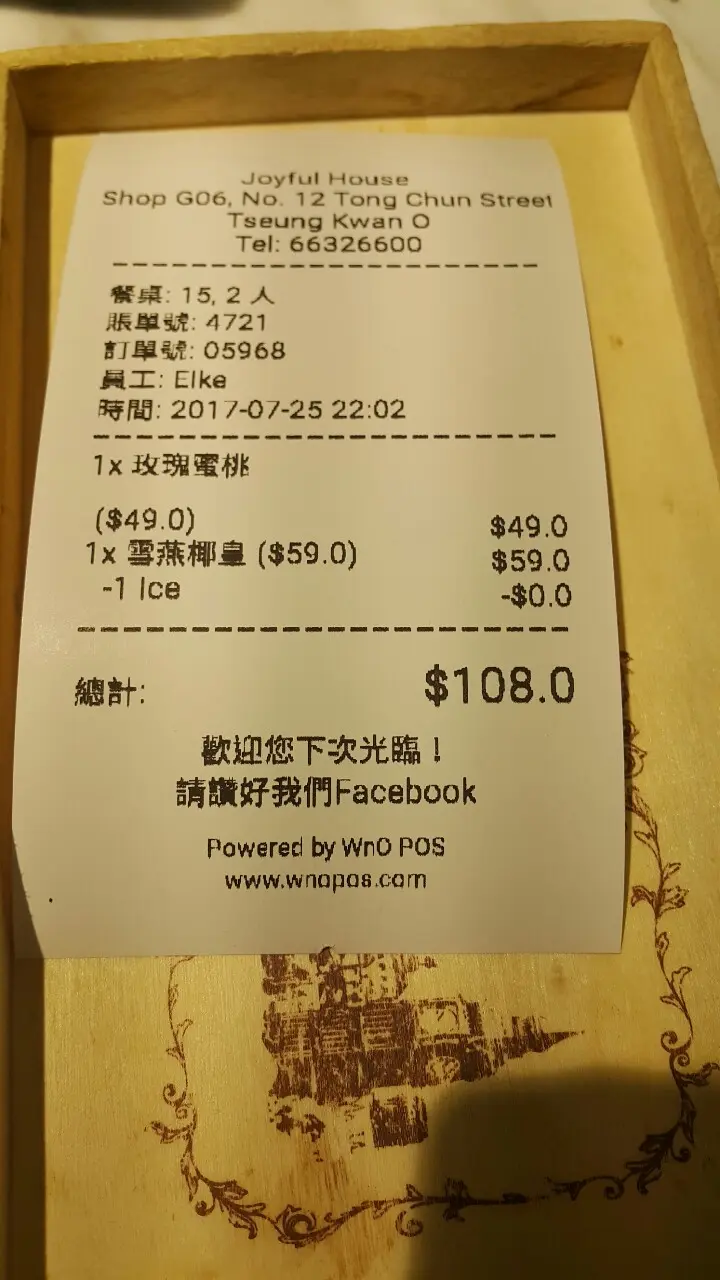 Joyful House
Shop G06, No. 12 Tong Chun Street
Tseung Kwan O
Tel: 66326600
餐桌: 15, 2 人
賬單號: 4721
訂單號: 05968
員工: Elke
時間: 2017-07-25 22:02
1x 玫瑰蜜桃
($49.0) $49.0
1x 雪燕椰皇 ($59.0) $59.0
-1 Ice -$0.0
總計: $108.0
歡迎您下次光臨！
請讚好我們Facebook
Powered by WnO POS
www.wnopos.com